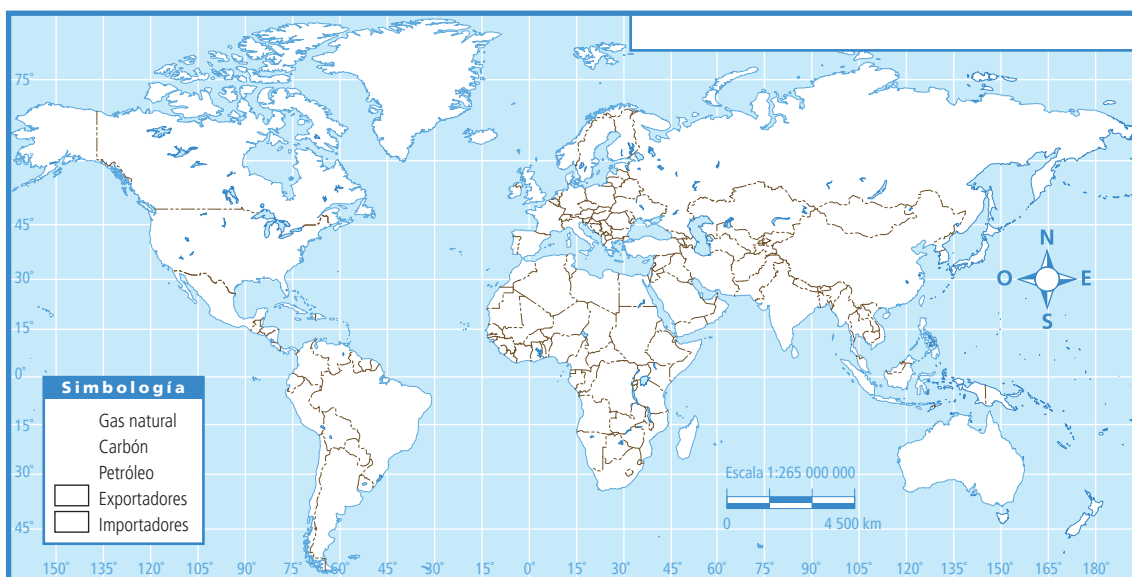 75°
60°
45°
30°
15°
0°
15°
30°
45°
N
O E
S
Simbología
Gas natural
Carbón
Petróleo
Exportadores
Importadores
Escala 1:265 000 000
0 4 500 km
150° 135° 120° 105° 90° 75° 60° 45° 30° 15° 0° 15° 30° 45° 60° 75° 90° 105° 120° 135° 150° 165° 180°